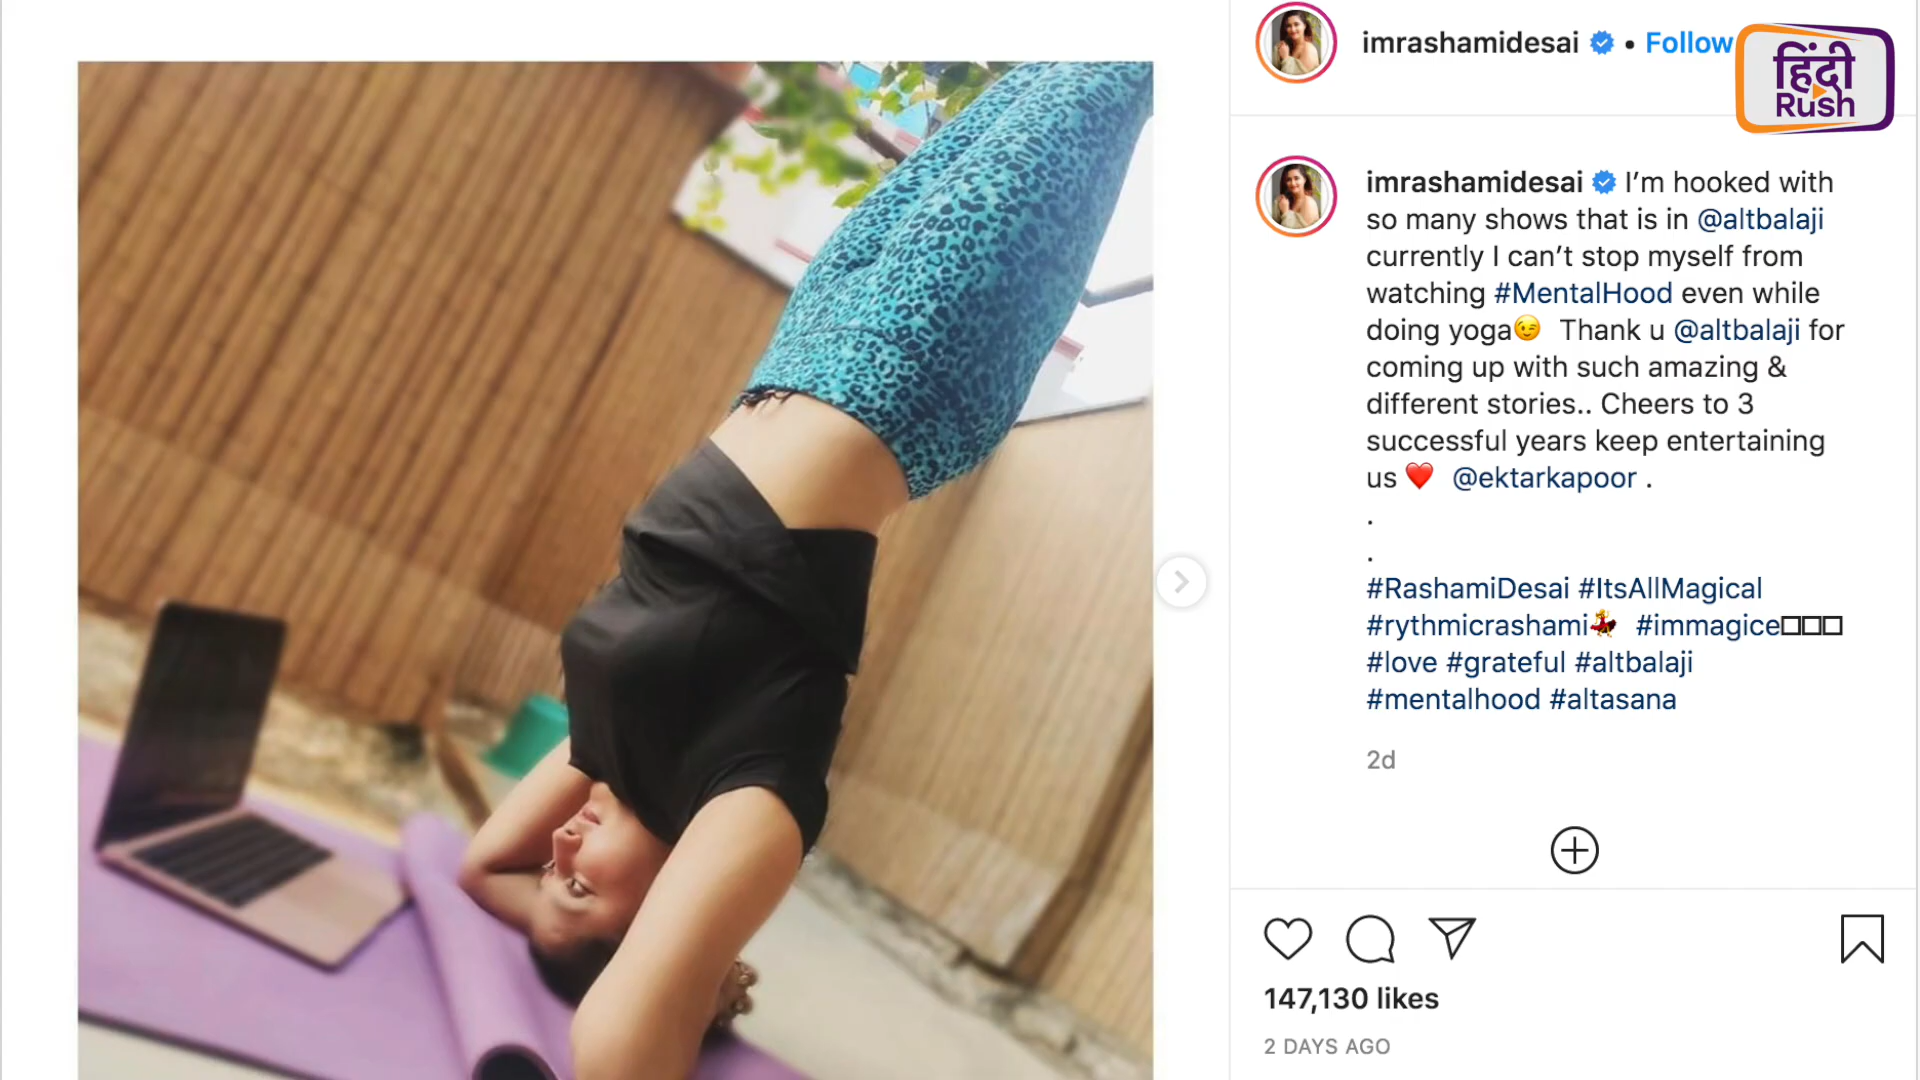 imrashamidesai • Follow
हिंदी
Rush
imrashamidesai I’m hooked with
so many shows that is in @altbalaji
currently I can’t stop myself from
watching #MentalHood even while
doing yoga😉 Thank u @altbalaji for
coming up with such amazing &
different stories.. Cheers to 3
successful years keep entertaining
us ❤️ @ektarkapoor .
.
.
#RashamiDesai #ItsAllMagical
#rythmicrashami💃 #immagice□□□
#love #grateful #altbalaji
#mentalhood #altasana
2d
147,130 likes
2 DAYS AGO